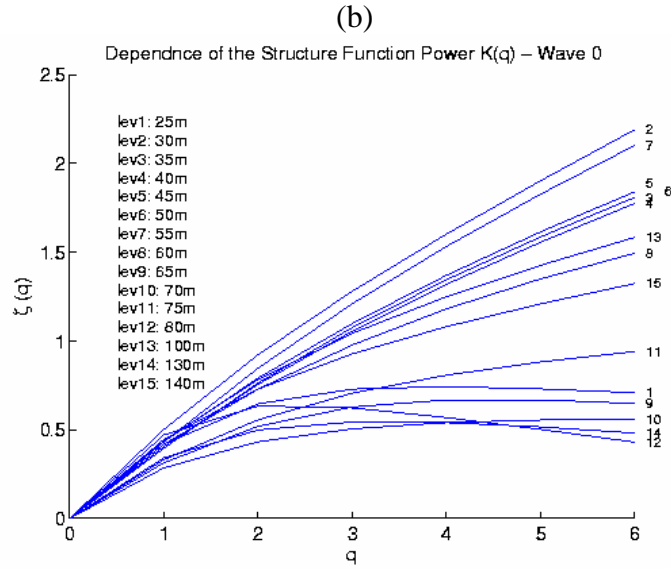 (b)
Dependnce of the Structure Function Power K(q) – Wave 0
2.5
2
1.5
1
0.5
0
ζ (q)
lev1: 25m
lev2: 30m
lev3: 35m
lev4: 40m
lev5: 45m
lev6: 50m
lev7: 55m
lev8: 60m
lev9: 65m
lev10: 70m
lev11: 75m
lev12: 80m
lev13: 100m
lev14: 130m
lev15: 140m
2
7
5
6
3
4
13
8
15
11
1
9
10
14
12
0 1 2 3 4 5 6
q